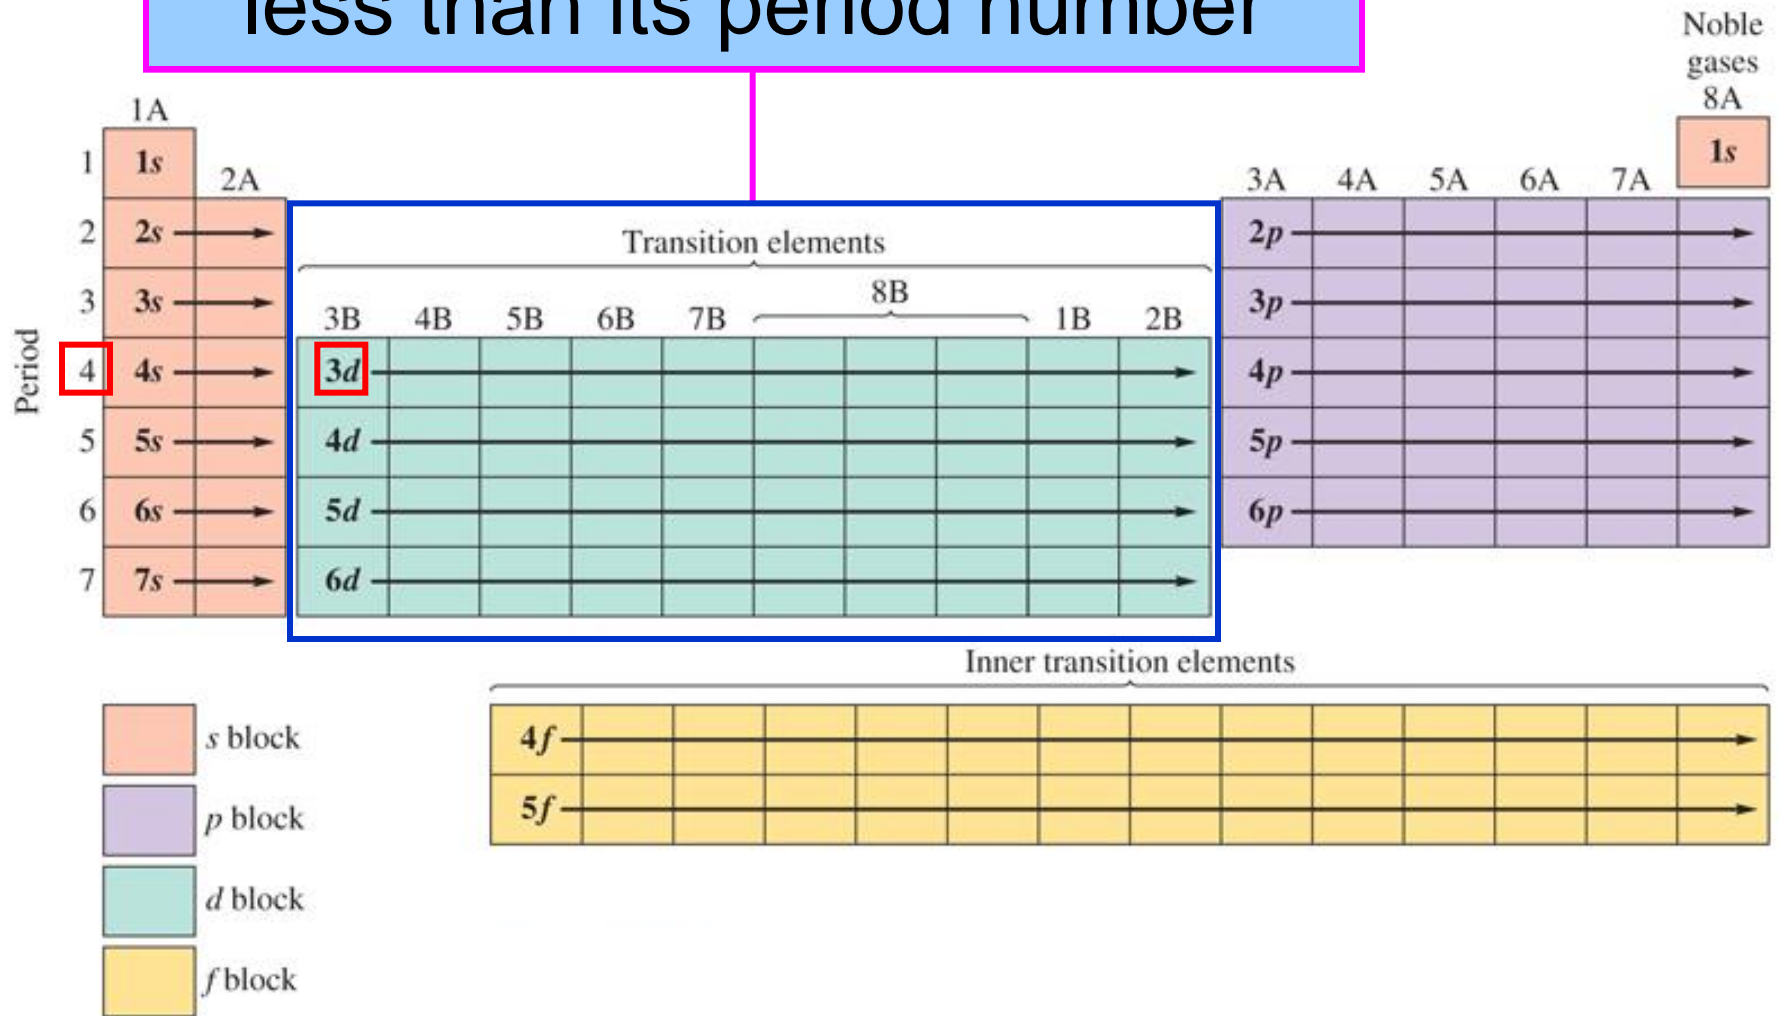 less than its period number
Noble
gases
8A
1A
1 1s 1s
2A 3A 4A 5A 6A 7A
2 2s 2p
Transition elements
3 3s 3p
8B
3B 4B 5B 6B 7B 1B 2B
Period
4 4s 3d 4p
5 5s 4d 5p
6 6s 5d 6p
7 7s 6d
Inner transition elements
s block 4f
p block 5f
d block
f block